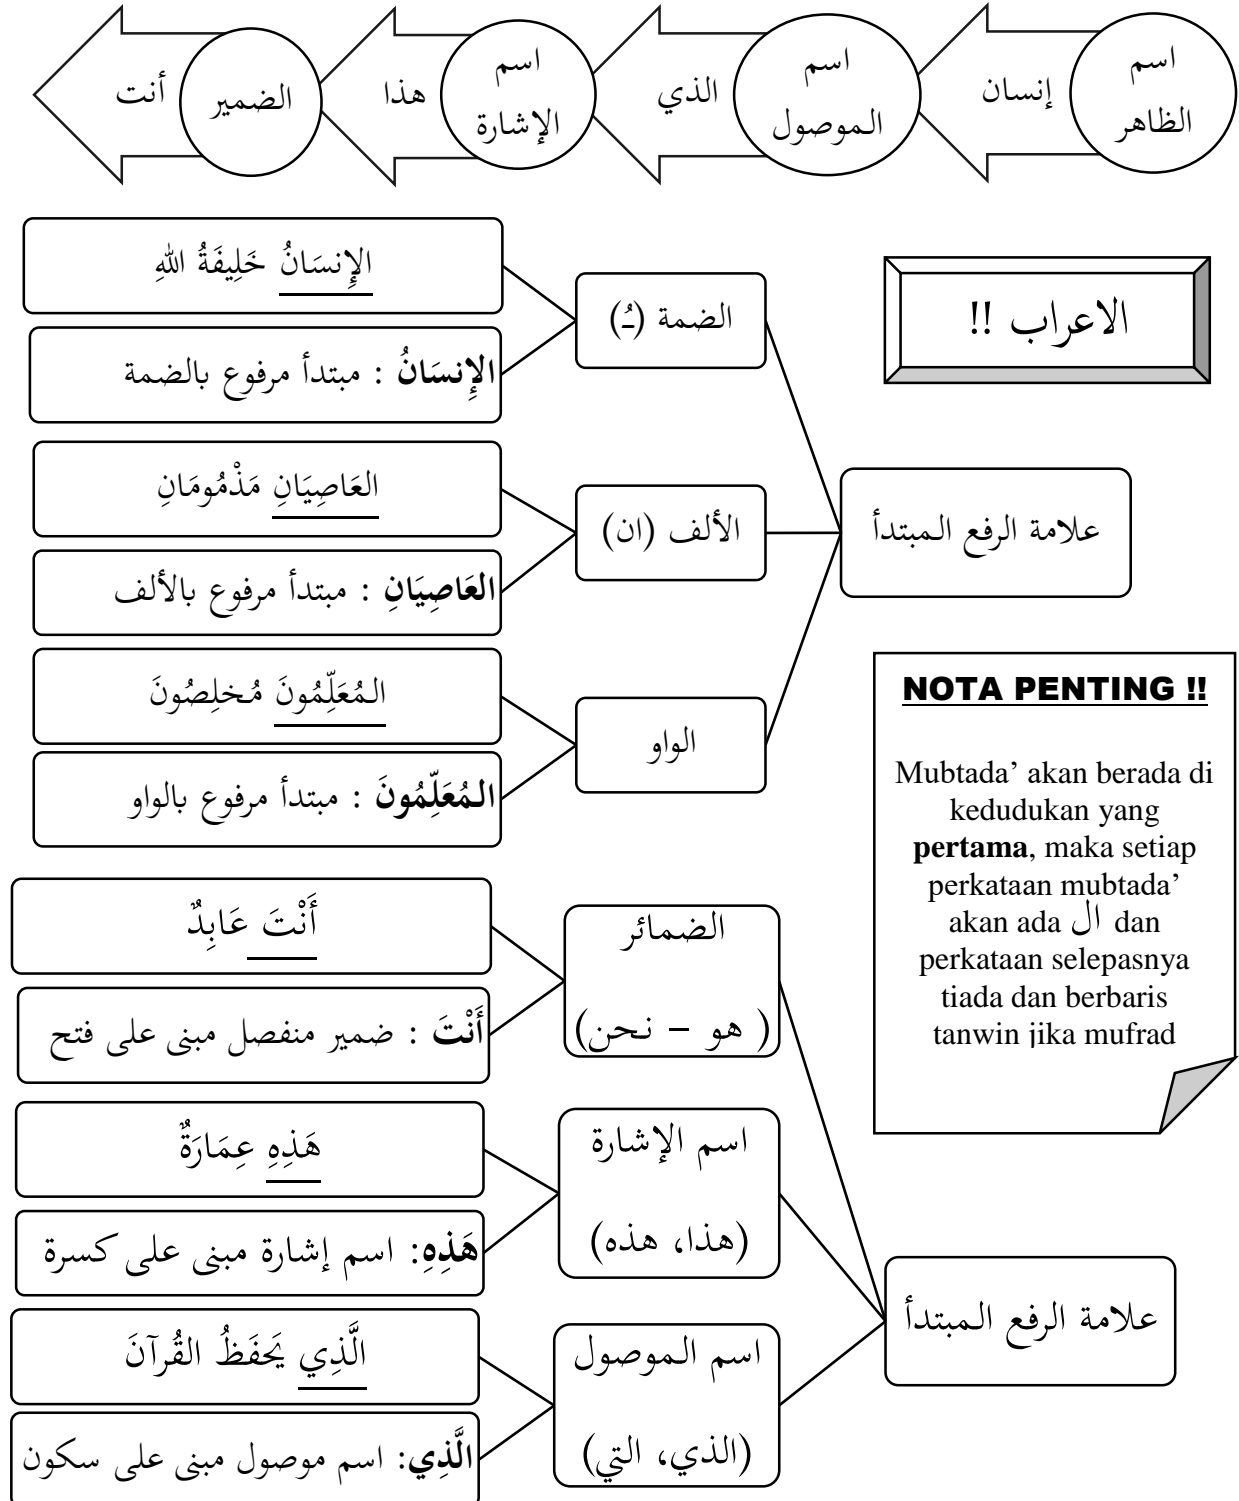 اسم
الظاهر
إنسان
اسم
الموصول
الذي
اسم
الإشارة
هذا
الضمير
أنت
الاعراب !!
علامة الرفع المبتدأ
الضمة (ـُ)
الإِنسَانُ خَلِيفَةُ اللهِ
الإِنسَانُ : مبتدأ مرفوع بالضمة
الألف (ان)
العَاصِيَانِ مَذْمُومَانِ
العَاصِيَانِ : مبتدأ مرفوع بالألف
الواو
المُعَلِّمُونَ مُخلِصُونَ
المُعَلِّمُونَ : مبتدأ مرفوع بالواو
NOTA PENTING !!
Mubtada’ akan berada di
kedudukan yang
pertama, maka setiap
perkataan mubtada’
akan ada ال dan
perkataan selepasnya
tiada dan berbaris
tanwin jika mufrad
علامة الرفع المبتدأ
الضمائر
( هو – نحن)
أَنْتَ عَابِدٌ
أَنْتَ : ضمير منفصل مبنى على فتح
اسم الإشارة
(هذا، هذه)
هَذِهِ عِمَارَةٌ
هَذِهِ: اسم إشارة مبنى على كسرة
اسم الموصول
(الذي، التي)
الَّذِي يَحفَظُ القُرآنَ
الَّذِي: اسم موصول مبنى على سكون